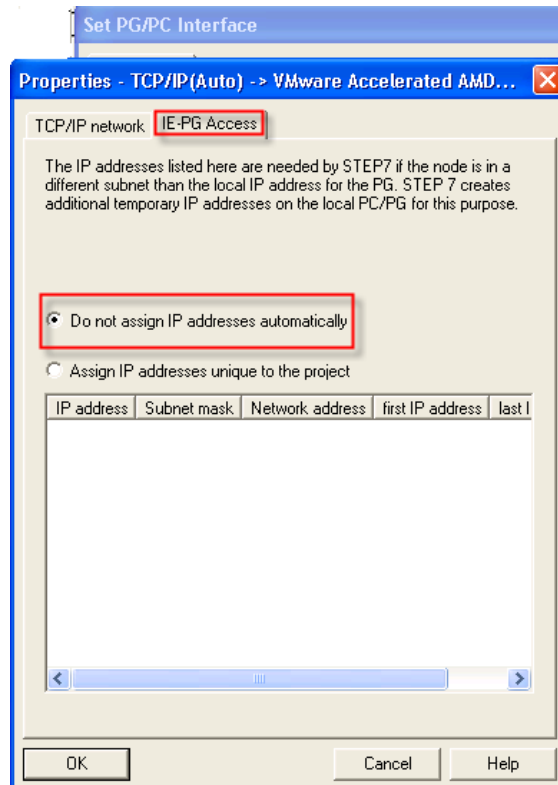 Set PG/PC Interface
Properties - TCP/IP(Auto) -> VMware Accelerated AMD...
TCP/IP network IE-PG Access
The IP addresses listed here are needed by STEP7 if the node is in a
different subnet than the local IP address for the PG. STEP 7 creates
additional temporary IP addresses on the local PC/PG for this purpose.
Do not assign IP addresses automatically
Assign IP addresses unique to the project
IP address Subnet mask Network address first IP address last I
OK Cancel Help